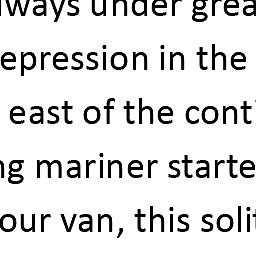 lways under grea
epression in the
east of the cont
ng mariner starte
our van, this solit